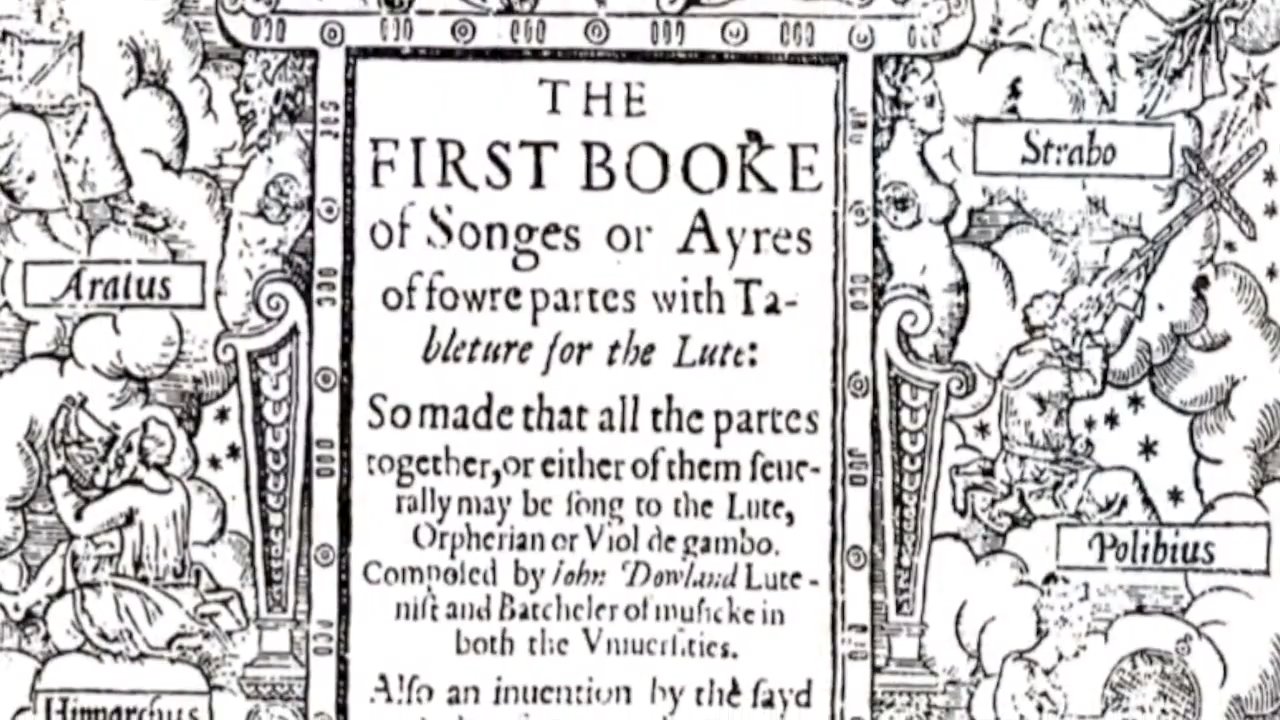 THE
FIRST BOOKE
of Songes or Ayres
of fowre partes with Ta-
bleture for the Lute:
So made that all the partes
together, or either of them ſeue-
rally may be ſong to the Lute,
Orpherian or Viol de gambo.
Compoſed by Iohn Dowland Lute-
niſt and Batcheler of muſicke in
both the Vniuerſities.
Alſo an inuention by the ſayd
Aratus
Hipparchus
Strabo
Polibius